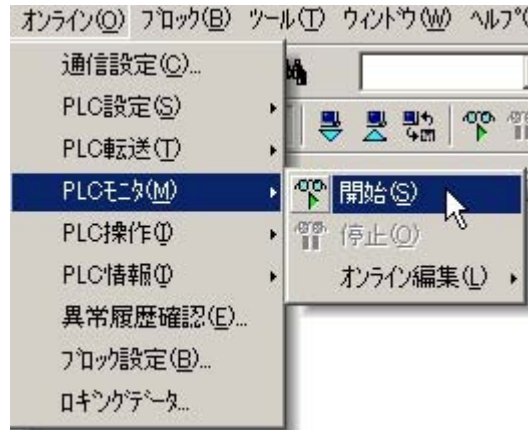 オンライン(O) ブロック(B) ツール(T) ウィンドウ(W) ヘルプ
通信設定(C)...
PLC設定(S)
PLC転送(T)
PLCモニタ(M)
開始(S)
停止(O)
オンライン編集(L)
PLC操作(I)
PLC情報(I)
異常履歴確認(E)...
ブロック設定(B)...
ロギングデータ...